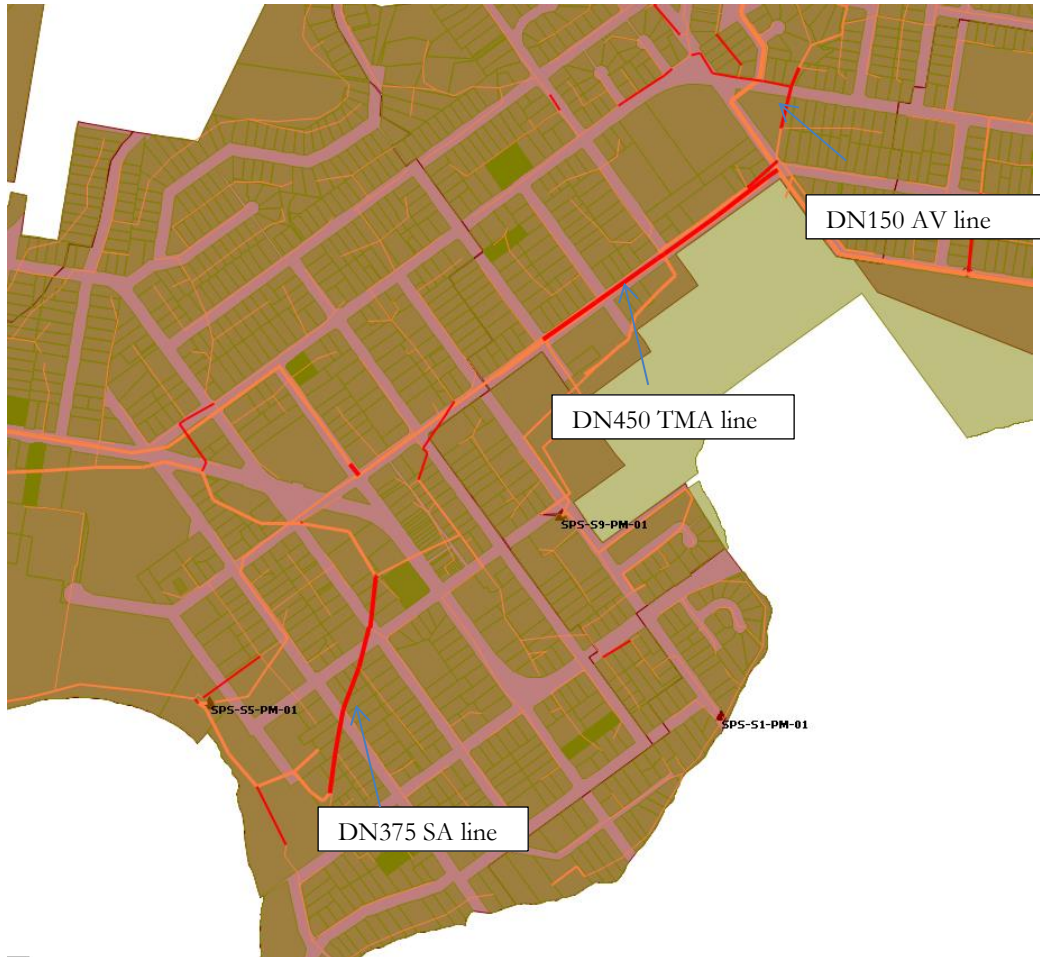 DN150 AV line
DN450 TMA line
SPS-S9-PM-01
SPS-S5-PM-01
SPS-S1-PM-01
DN375 SA line